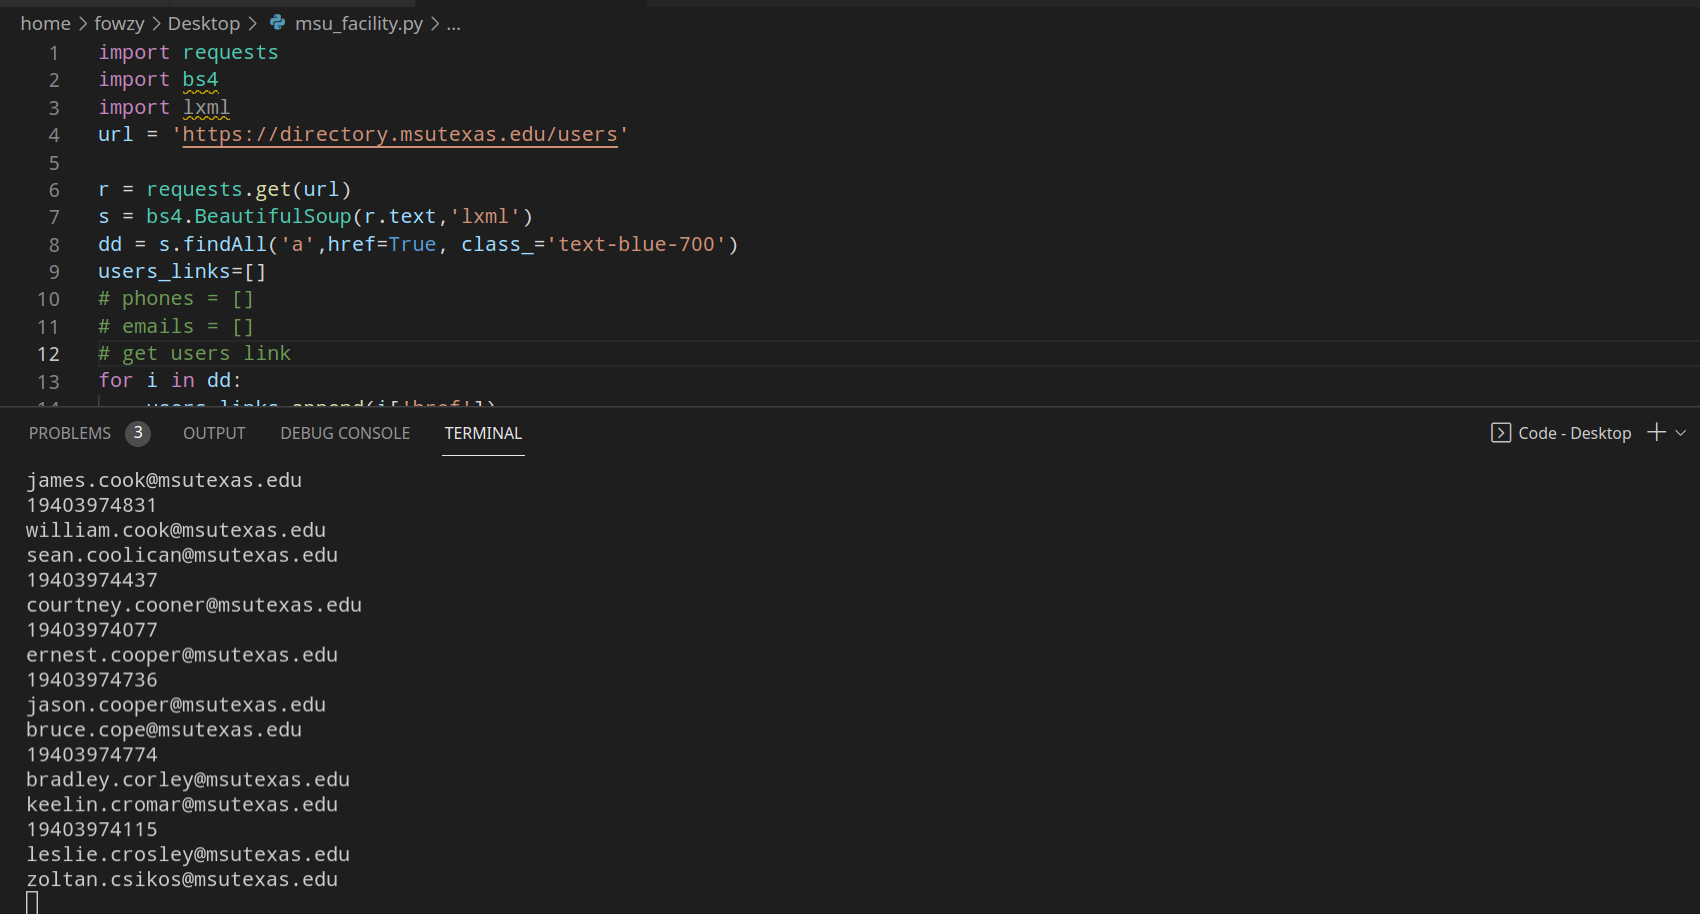 home > fowzy > Desktop > msu_facility.py > ...
1 import requests
2 import bs4
3 import lxml
4 url = 'https://directory.msutexas.edu/users'
5
6 r = requests.get(url)
7 s = bs4.BeautifulSoup(r.text,'lxml')
8 dd = s.findAll('a',href=True, class_='text-blue-700')
9 users_links=[]
10 # phones = []
11 # emails = []
12 # get users link
13 for i in dd:
14 users_links.append(i['href'])
PROBLEMS 3 OUTPUT DEBUG CONSOLE TERMINAL Code - Desktop
james.cook@msutexas.edu
19403974831
william.cook@msutexas.edu
sean.coolican@msutexas.edu
19403974437
courtney.cooner@msutexas.edu
19403974077
ernest.cooper@msutexas.edu
19403974736
jason.cooper@msutexas.edu
bruce.cope@msutexas.edu
19403974774
bradley.corley@msutexas.edu
keelin.cromar@msutexas.edu
19403974115
leslie.crosley@msutexas.edu
zoltan.csikos@msutexas.edu